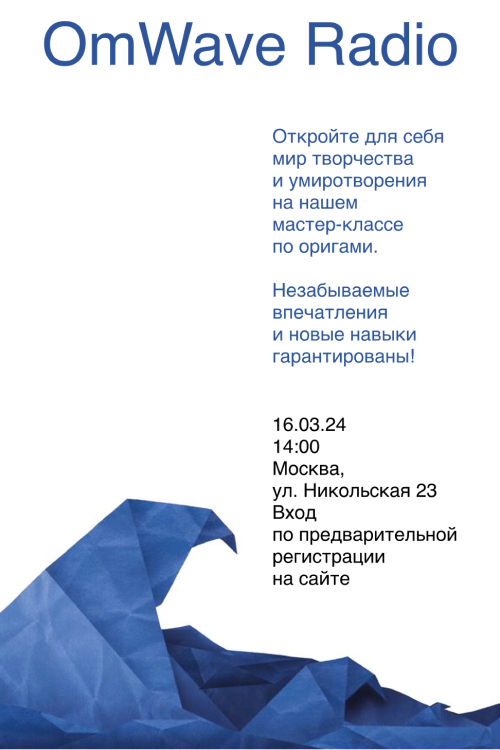 OmWave Radio
Откройте для себя
мир творчества
и умиротворения
на нашем
мастер-классе
по оригами.
Незабываемые
впечатления
и новые навыки
гарантированы!
16.03.24
14:00
Москва,
ул. Никольская 23
Вход
по предварительной
регистрации
на сайте